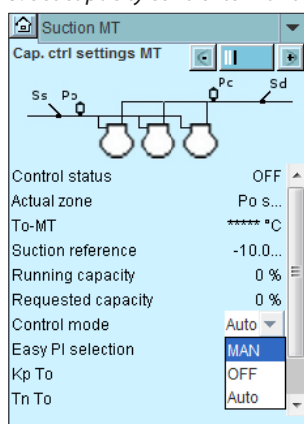 Suction MT
Cap. ctrl settings MT
Pc
Sd
Ss
Po
Control status OFF
Actual zone Po s...
To-MT ***** °C
Suction reference -10.0...
Running capacity 0 %
Requested capacity 0 %
Control mode Auto
Easy PI selection MAN
Kp To OFF
Tn To Auto